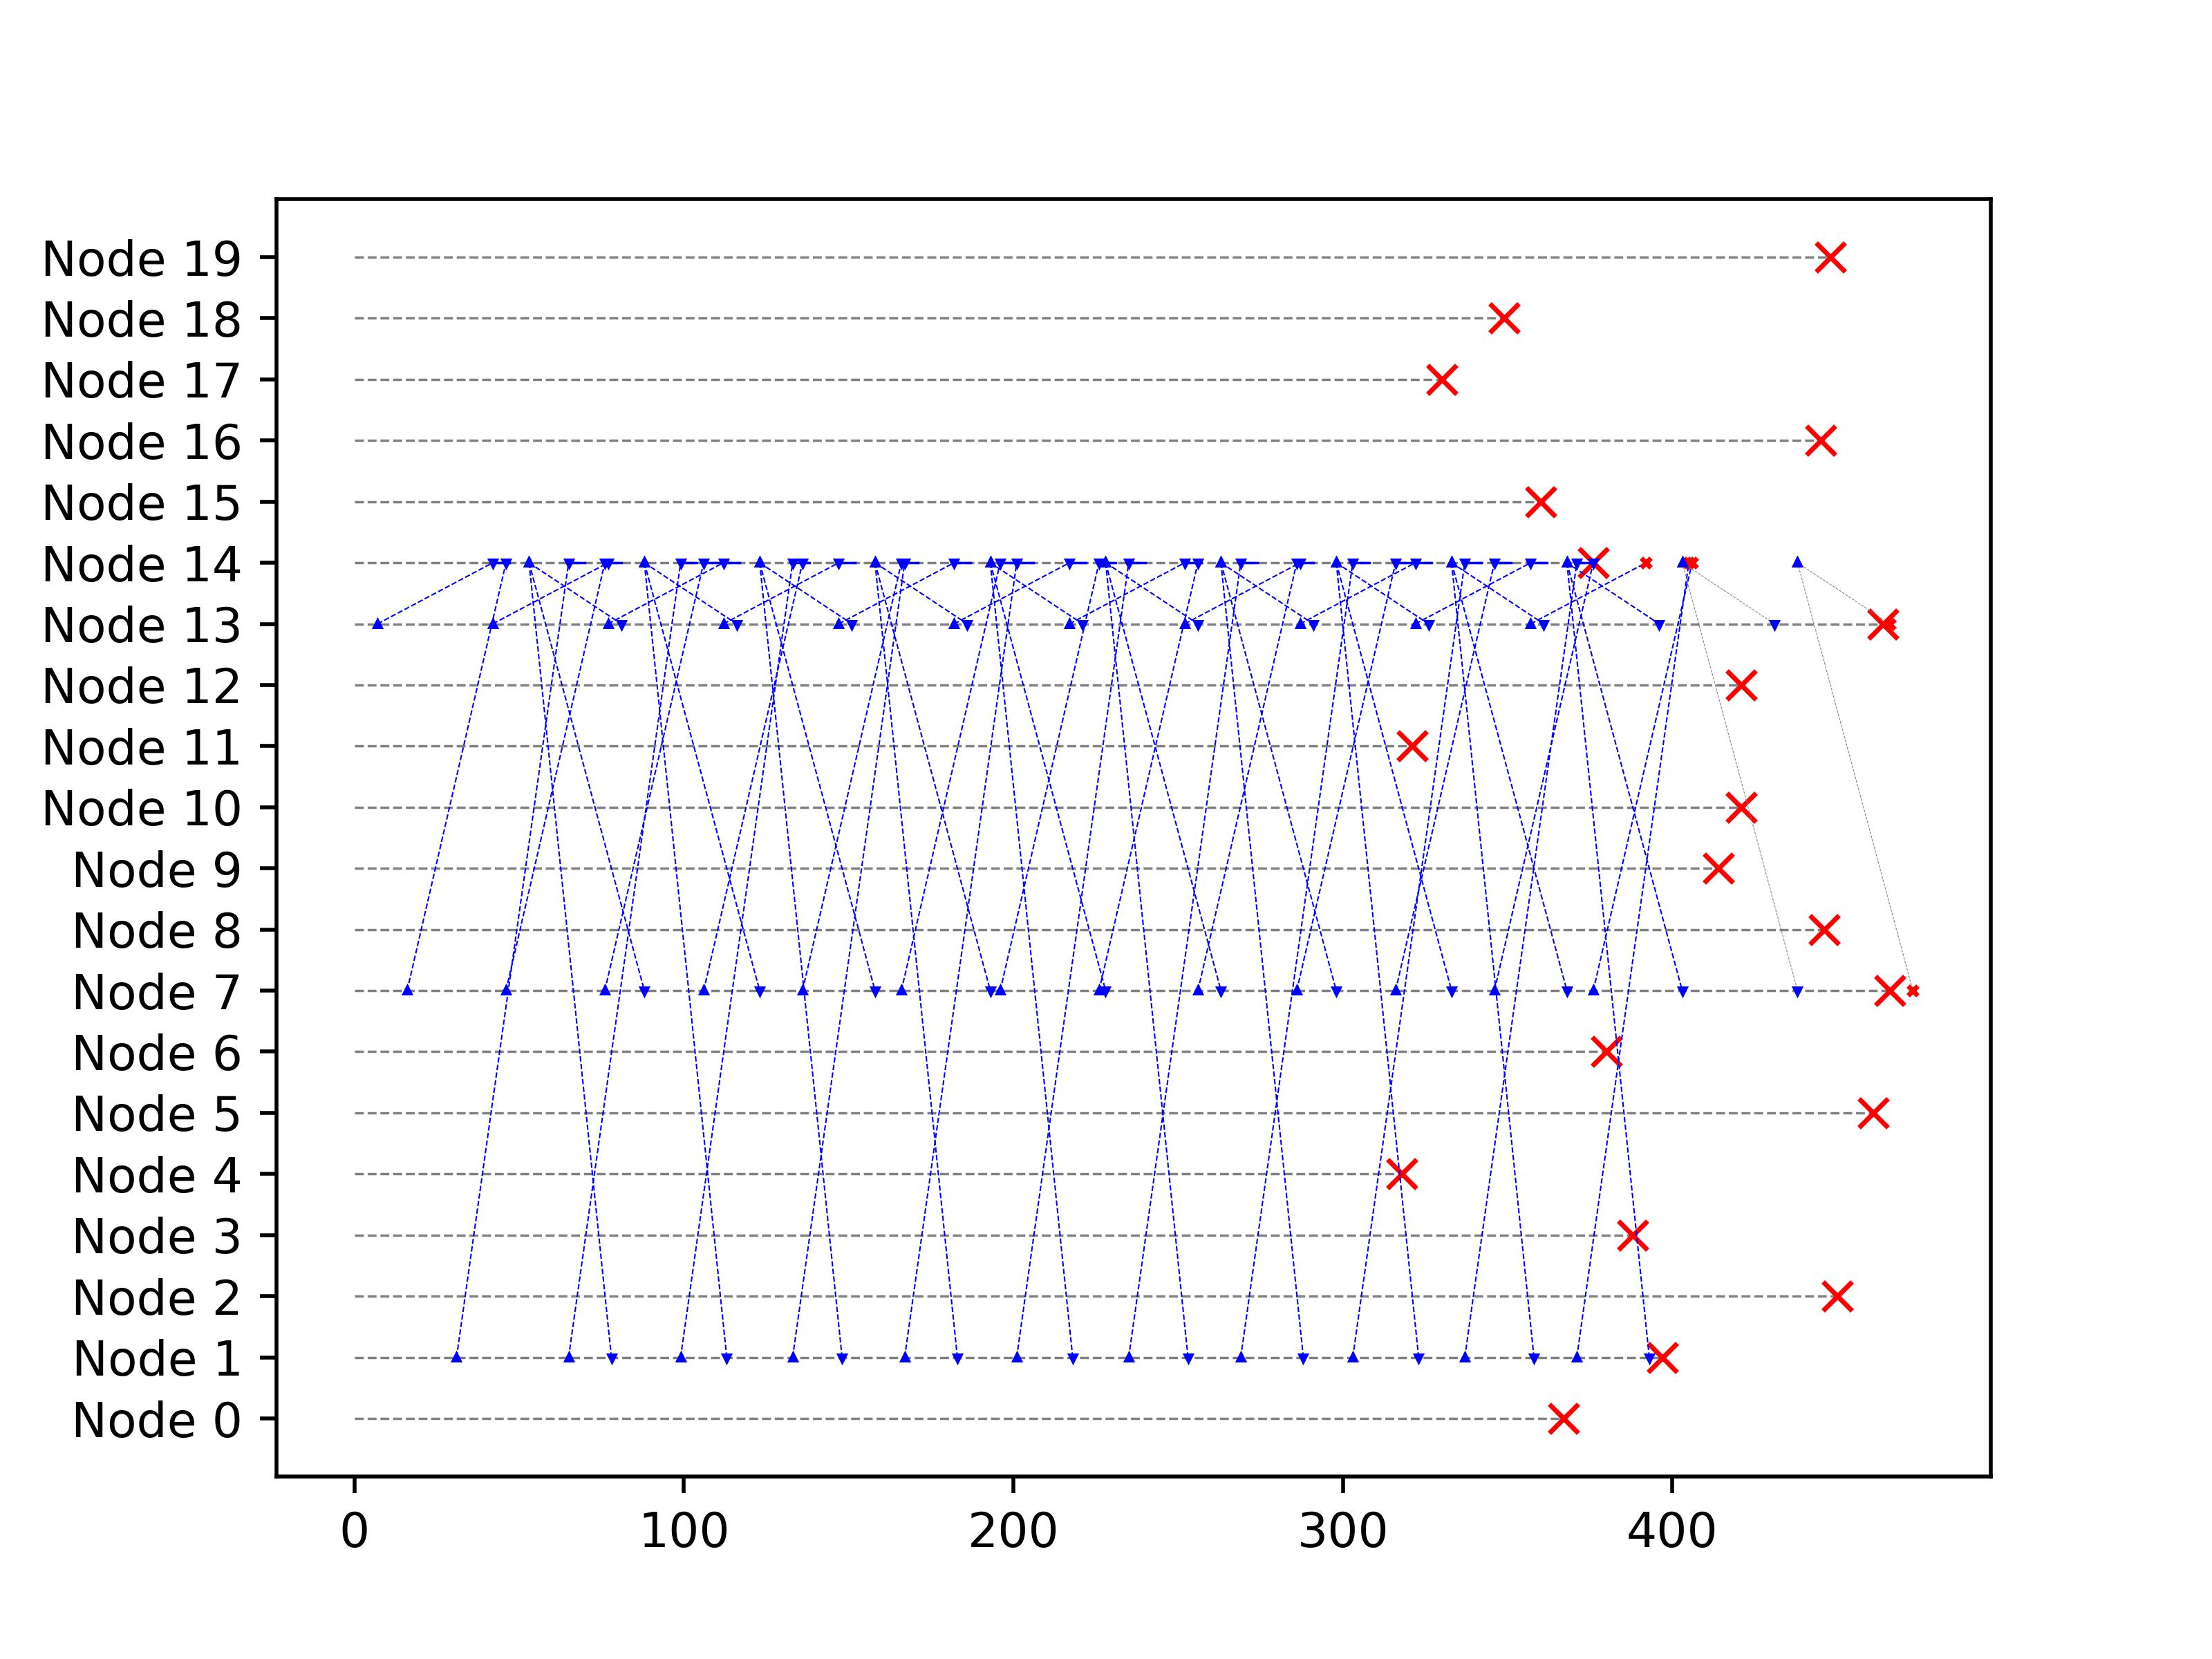 Node 19
Node 18
Node 17
Node 16
Node 15
Node 14
Node 13
Node 12
Node 11
Node 10
Node 9
Node 8
Node 7
Node 6
Node 5
Node 4
Node 3
Node 2
Node 1
Node 0
0 100 200 300 400